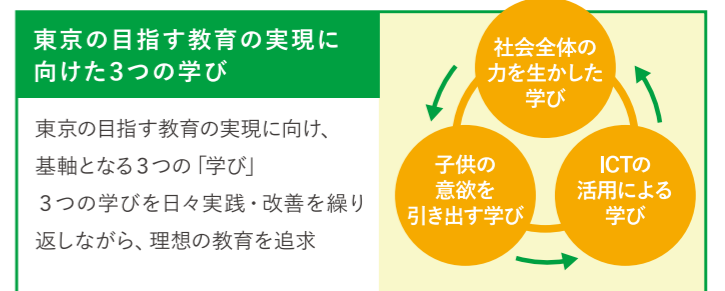 東京の目指す教育の実現に
向けた3つの学び
東京の目指す教育の実現に向け、
基軸となる3つの「学び」
３つの学びを日々実践・改善を繰り
返しながら、理想の教育を追求
社会全体の
力を生かした
学び
子供の
意欲を
引き出す学び
ICTの
活用による
学び